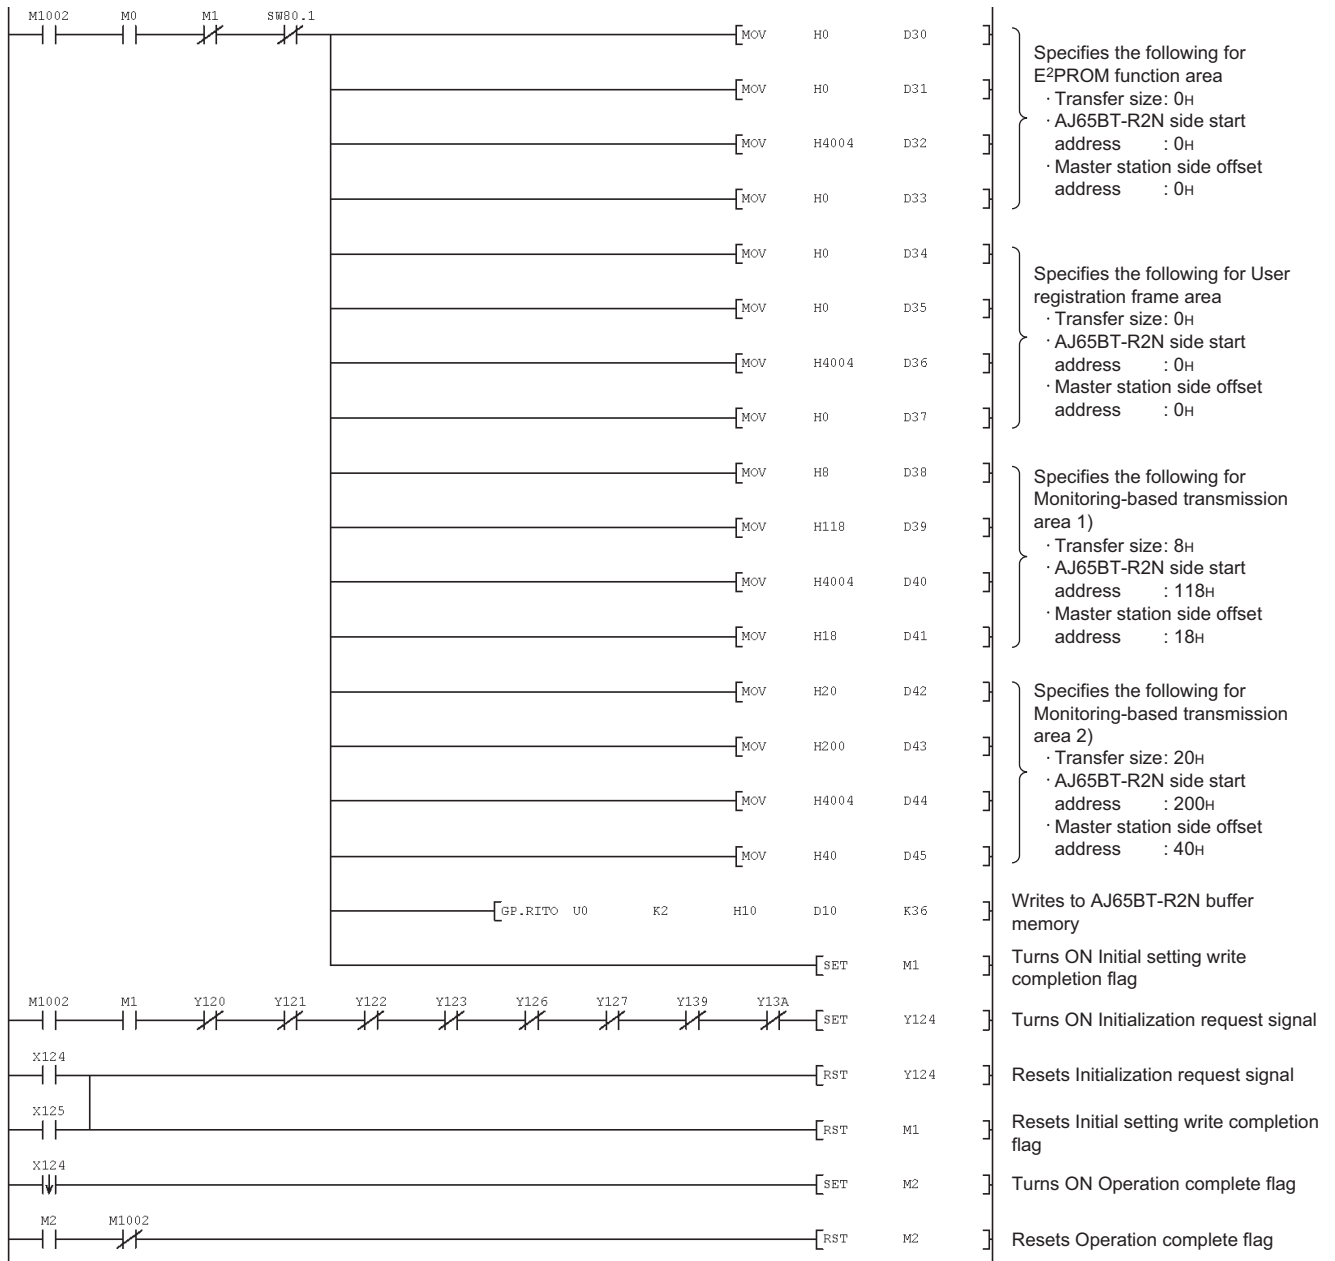 M1002 M0 M1 SW80.1
MOV H0 D30
MOV H0 D31
MOV H4004 D32
MOV H0 D33
Specifies the following for
E2PROM function area
· Transfer size: 0H
· AJ65BT-R2N side start
address : 0H
· Master station side offset
address : 0H
MOV H0 D34
MOV H0 D35
MOV H4004 D36
MOV H0 D37
Specifies the following for User
registration frame area
· Transfer size: 0H
· AJ65BT-R2N side start
address : 0H
· Master station side offset
address : 0H
MOV H8 D38
MOV H118 D39
MOV H4004 D40
MOV H18 D41
Specifies the following for
Monitoring-based transmission
area 1)
· Transfer size: 8H
· AJ65BT-R2N side start
address : 118H
· Master station side offset
address : 18H
MOV H20 D42
MOV H200 D43
MOV H4004 D44
MOV H40 D45
Specifies the following for
Monitoring-based transmission
area 2)
· Transfer size: 20H
· AJ65BT-R2N side start
address : 200H
· Master station side offset
address : 40H
GP.RITO U0 K2 H10 D10 K36
Writes to AJ65BT-R2N buffer
memory
SET M1
Turns ON Initial setting write
completion flag
M1002 M1 Y120 Y121 Y122 Y123 Y126 Y127 Y139 Y13A
SET Y124
Turns ON Initialization request signal
X124
RST Y124
Resets Initialization request signal
X125
RST M1
Resets Initial setting write completion
flag
X124
SET M2
Turns ON Operation complete flag
M2 M1002
RST M2
Resets Operation complete flag